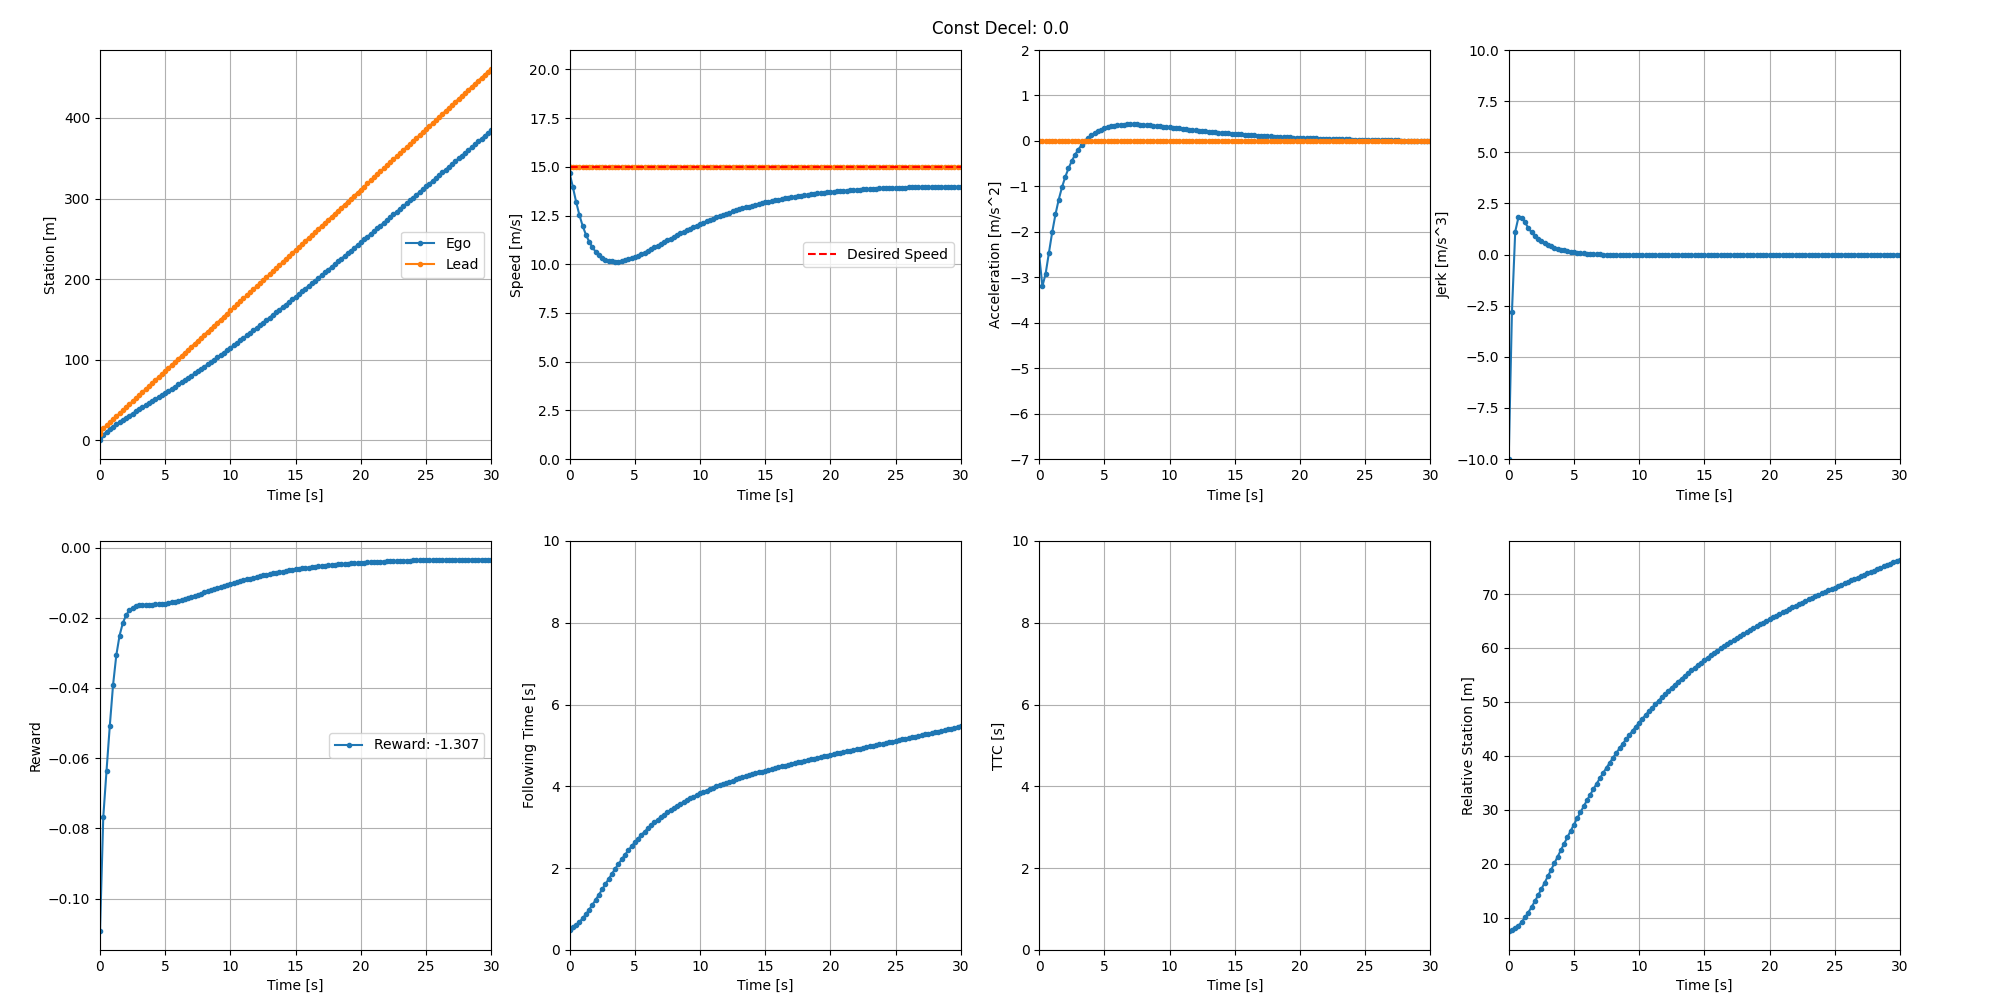 Const Decel: 0.0
Station [m]
400
300
200
100
0
0 5 10 15 20 25 30
Time [s]
Ego
Lead
Speed [m/s]
20.0
17.5
15.0
12.5
10.0
7.5
5.0
2.5
0.0
0 5 10 15 20 25 30
Time [s]
Desired Speed
Acceleration [m/s^2]
2
1
0
−1
−2
−3
−4
−5
−6
−7
0 5 10 15 20 25 30
Time [s]
Jerk [m/s^3]
10.0
7.5
5.0
2.5
0.0
−2.5
−5.0
−7.5
−10.0
0 5 10 15 20 25 30
Time [s]
Reward
0.00
−0.02
−0.04
−0.06
−0.08
−0.10
0 5 10 15 20 25 30
Time [s]
Reward: -1.307
Following Time [s]
10
8
6
4
2
0
0 5 10 15 20 25 30
Time [s]
TTC [s]
10
8
6
4
2
0
0 5 10 15 20 25 30
Time [s]
Relative Station [m]
70
60
50
40
30
20
10
0 5 10 15 20 25 30
Time [s]